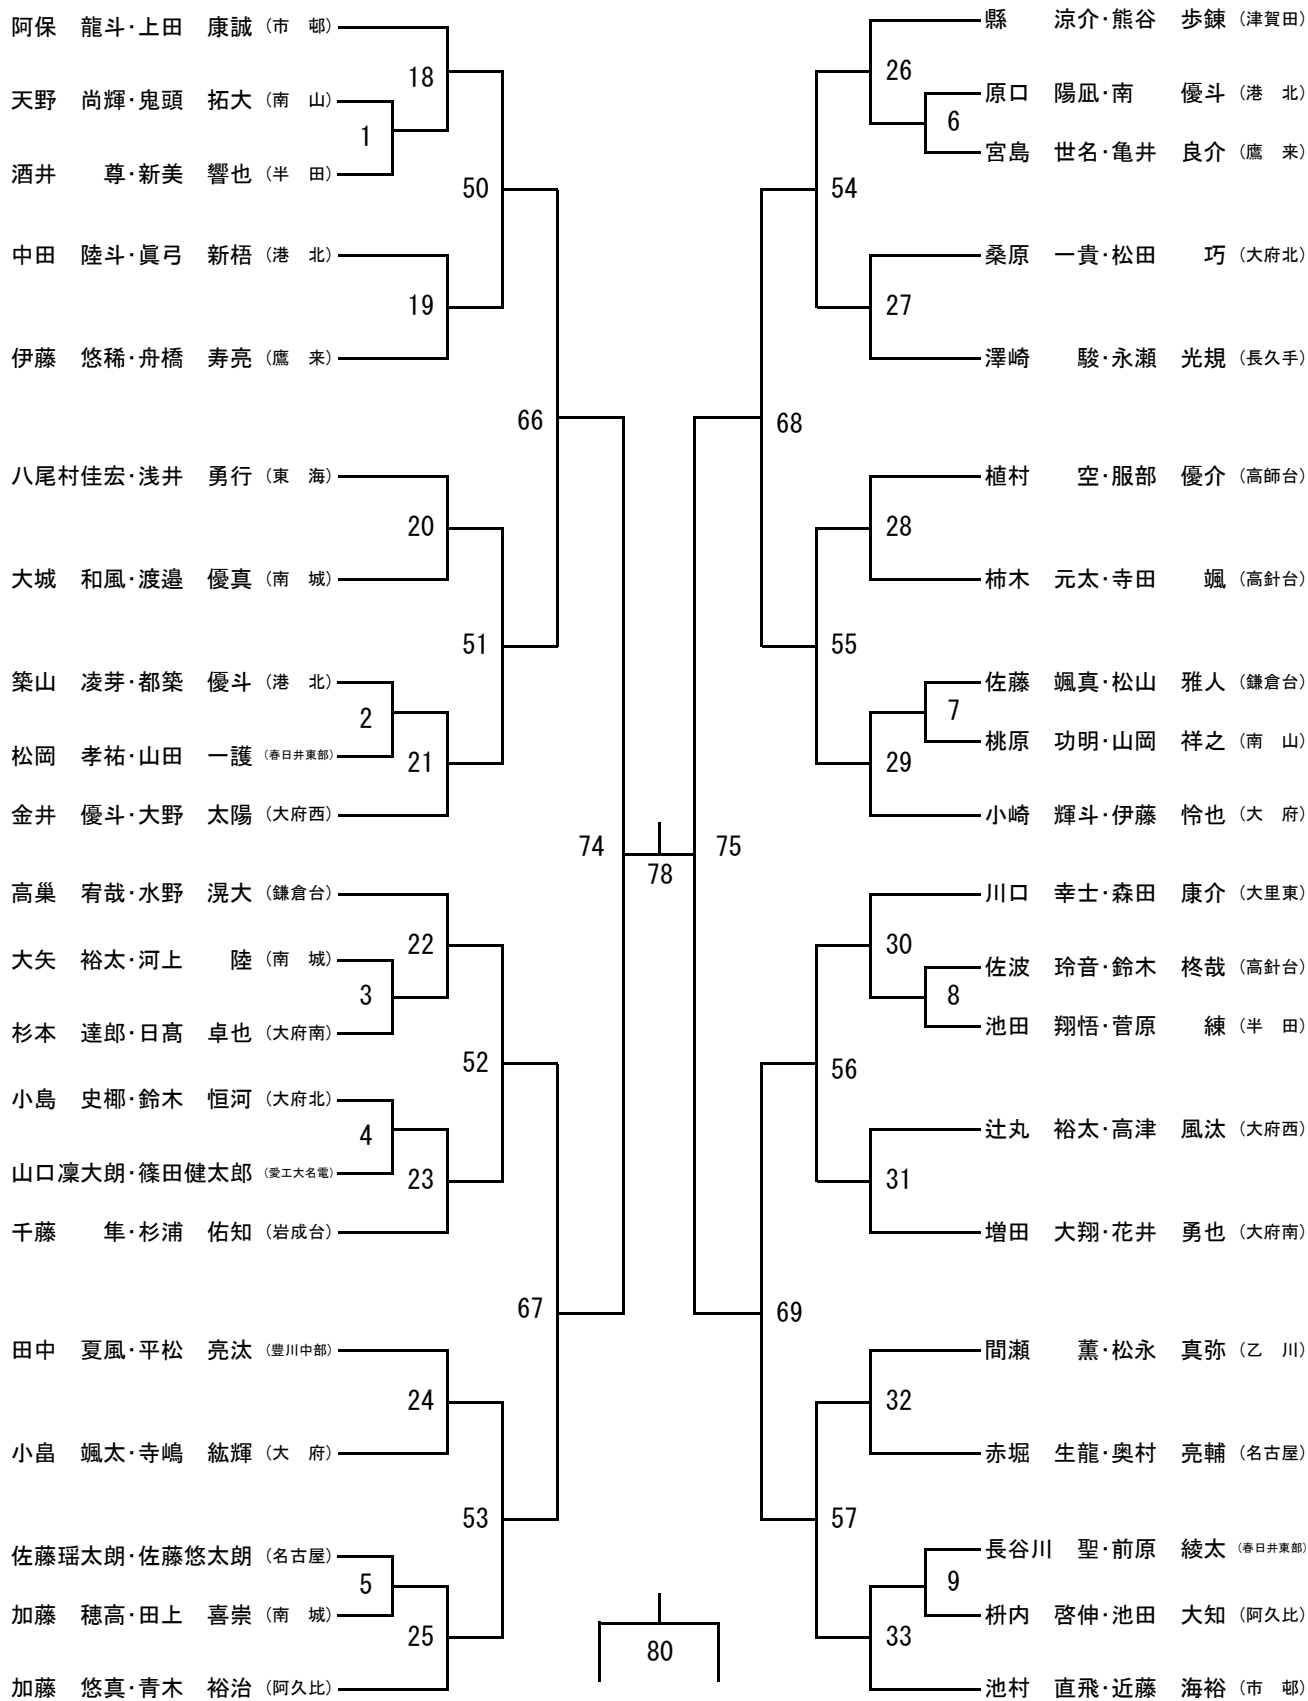 阿保　龍斗・上田　康誠（市　邨）
18
天野　尚輝・鬼頭　拓大（南　山）
1
酒井　　尊・新美　響也（半　田）
50
中田　陸斗・眞弓　新梧（港　北）
19
伊藤　悠稀・舟橋　寿亮（鷹　来）
66
八尾村佳宏・浅井　勇行（東　海）
20
大城　和風・渡邉　優真（南　城）
51
築山　凌芽・都築　優斗（港　北）
2
松岡　孝祐・山田　一護（春日井東部）
21
金井　優斗・大野　太陽（大府西）
74
高巢　宥哉・水野　滉大（鎌倉台）
22
大矢　裕太・河上　　陸（南　城）
3
杉本　達郎・日髙　卓也（大府南）
52
小島　史梛・鈴木　恒河（大府北）
4
山口凜大朗・篠田健太郎（愛工大名電）
23
千藤　　隼・杉浦　佑知（岩成台）
67
田中　夏風・平松　亮汰（豊川中部）
24
小畠　颯太・寺嶋　紘輝（大　府）
53
佐藤瑶太朗・佐藤悠太朗（名古屋）
5
加藤　穂高・田上　喜崇（南　城）
25
加藤　悠真・青木　裕治（阿久比）
78
80
縣　　涼介・熊谷　歩錬（津賀田）
26
原口　陽凪・南　　優斗（港　北）
6
宮島　世名・亀井　良介（鷹　来）
54
桑原　一貴・松田　　巧（大府北）
27
澤崎　　駿・永瀬　光規（長久手）
68
植村　　空・服部　優介（高師台）
28
柿木　元太・寺田　　颯（高針台）
55
佐藤　颯真・松山　雅人（鎌倉台）
7
桃原　功明・山岡　祥之（南　山）
29
小崎　輝斗・伊藤　怜也（大　府）
75
川口　幸士・森田　康介（大里東）
30
佐波　玲音・鈴木　柊哉（高針台）
8
池田　翔悟・菅原　　練（半　田）
56
辻丸　裕太・高津　風汰（大府西）
31
増田　大翔・花井　勇也（大府南）
69
間瀬　　薫・松永　真弥（乙　川）
32
赤堀　生龍・奥村　亮輔（名古屋）
57
長谷川　聖・前原　綾太（春日井東部）
9
枡内　啓伸・池田　大知（阿久比）
33
池村　直飛・近藤　海裕（市　邨）